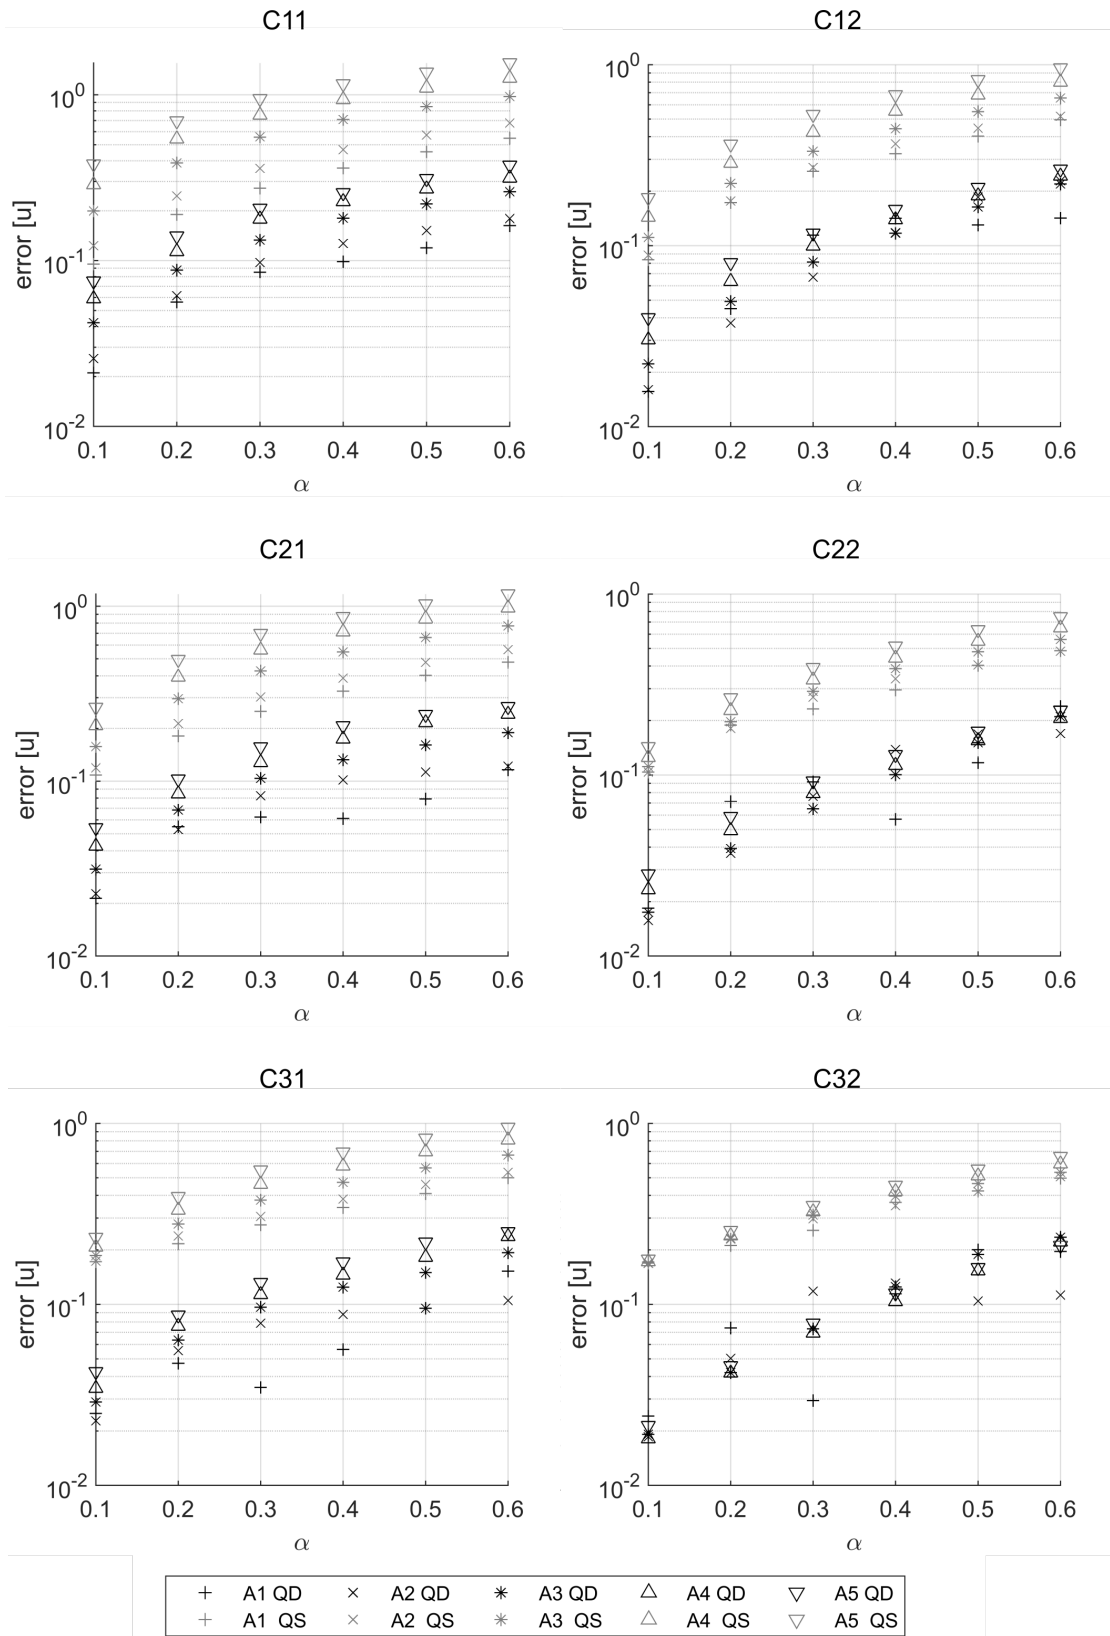 C11
10^0
10^-1
10^-2
error [u]
0.1 0.2 0.3 0.4 0.5 0.6
α
C12
10^0
10^-1
10^-2
error [u]
0.1 0.2 0.3 0.4 0.5 0.6
α
C21
10^0
10^-1
10^-2
error [u]
0.1 0.2 0.3 0.4 0.5 0.6
α
C22
10^0
10^-1
10^-2
error [u]
0.1 0.2 0.3 0.4 0.5 0.6
α
C31
10^0
10^-1
10^-2
error [u]
0.1 0.2 0.3 0.4 0.5 0.6
α
C32
10^0
10^-1
10^-2
error [u]
0.1 0.2 0.3 0.4 0.5 0.6
α
A1 QD A2 QD A3 QD A4 QD A5 QD
A1 QS A2 QS A3 QS A4 QS A5 QS